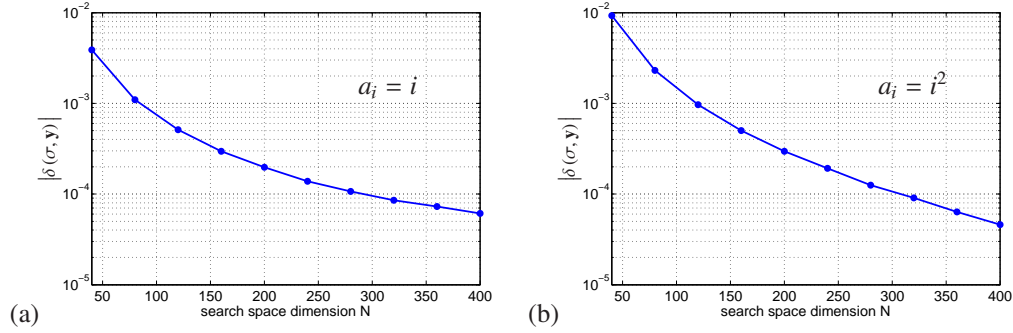 10⁻²
10⁻³
10⁻⁴
10⁻⁵
|δ (σ, y)|
a_i = i
50 100 150 200 250 300 350 400
search space dimension N
(a)
10⁻²
10⁻³
10⁻⁴
10⁻⁵
|δ (σ, y)|
a_i = i²
50 100 150 200 250 300 350 400
search space dimension N
(b)